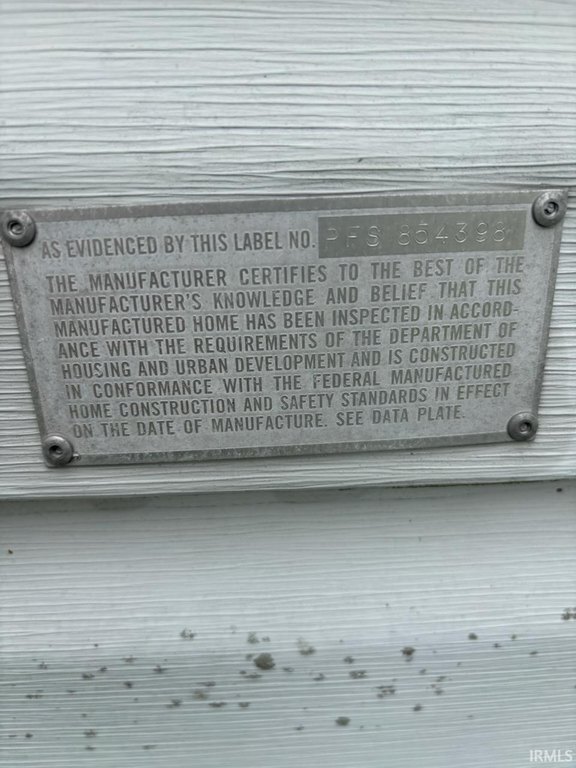 AS EVIDENCED BY THIS LABEL NO. PFS 854398
THE MANUFACTURER CERTIFIES TO THE BEST OF THE
MANUFACTURER'S KNOWLEDGE AND BELIEF THAT THIS
MANUFACTURED HOME HAS BEEN INSPECTED IN ACCORD-
ANCE WITH THE REQUIREMENTS OF THE DEPARTMENT OF
HOUSING AND URBAN DEVELOPMENT AND IS CONSTRUCTED
IN CONFORMANCE WITH THE FEDERAL MANUFACTURED
HOME CONSTRUCTION AND SAFETY STANDARDS IN EFFECT
ON THE DATE OF MANUFACTURE. SEE DATA PLATE.
IRMLS